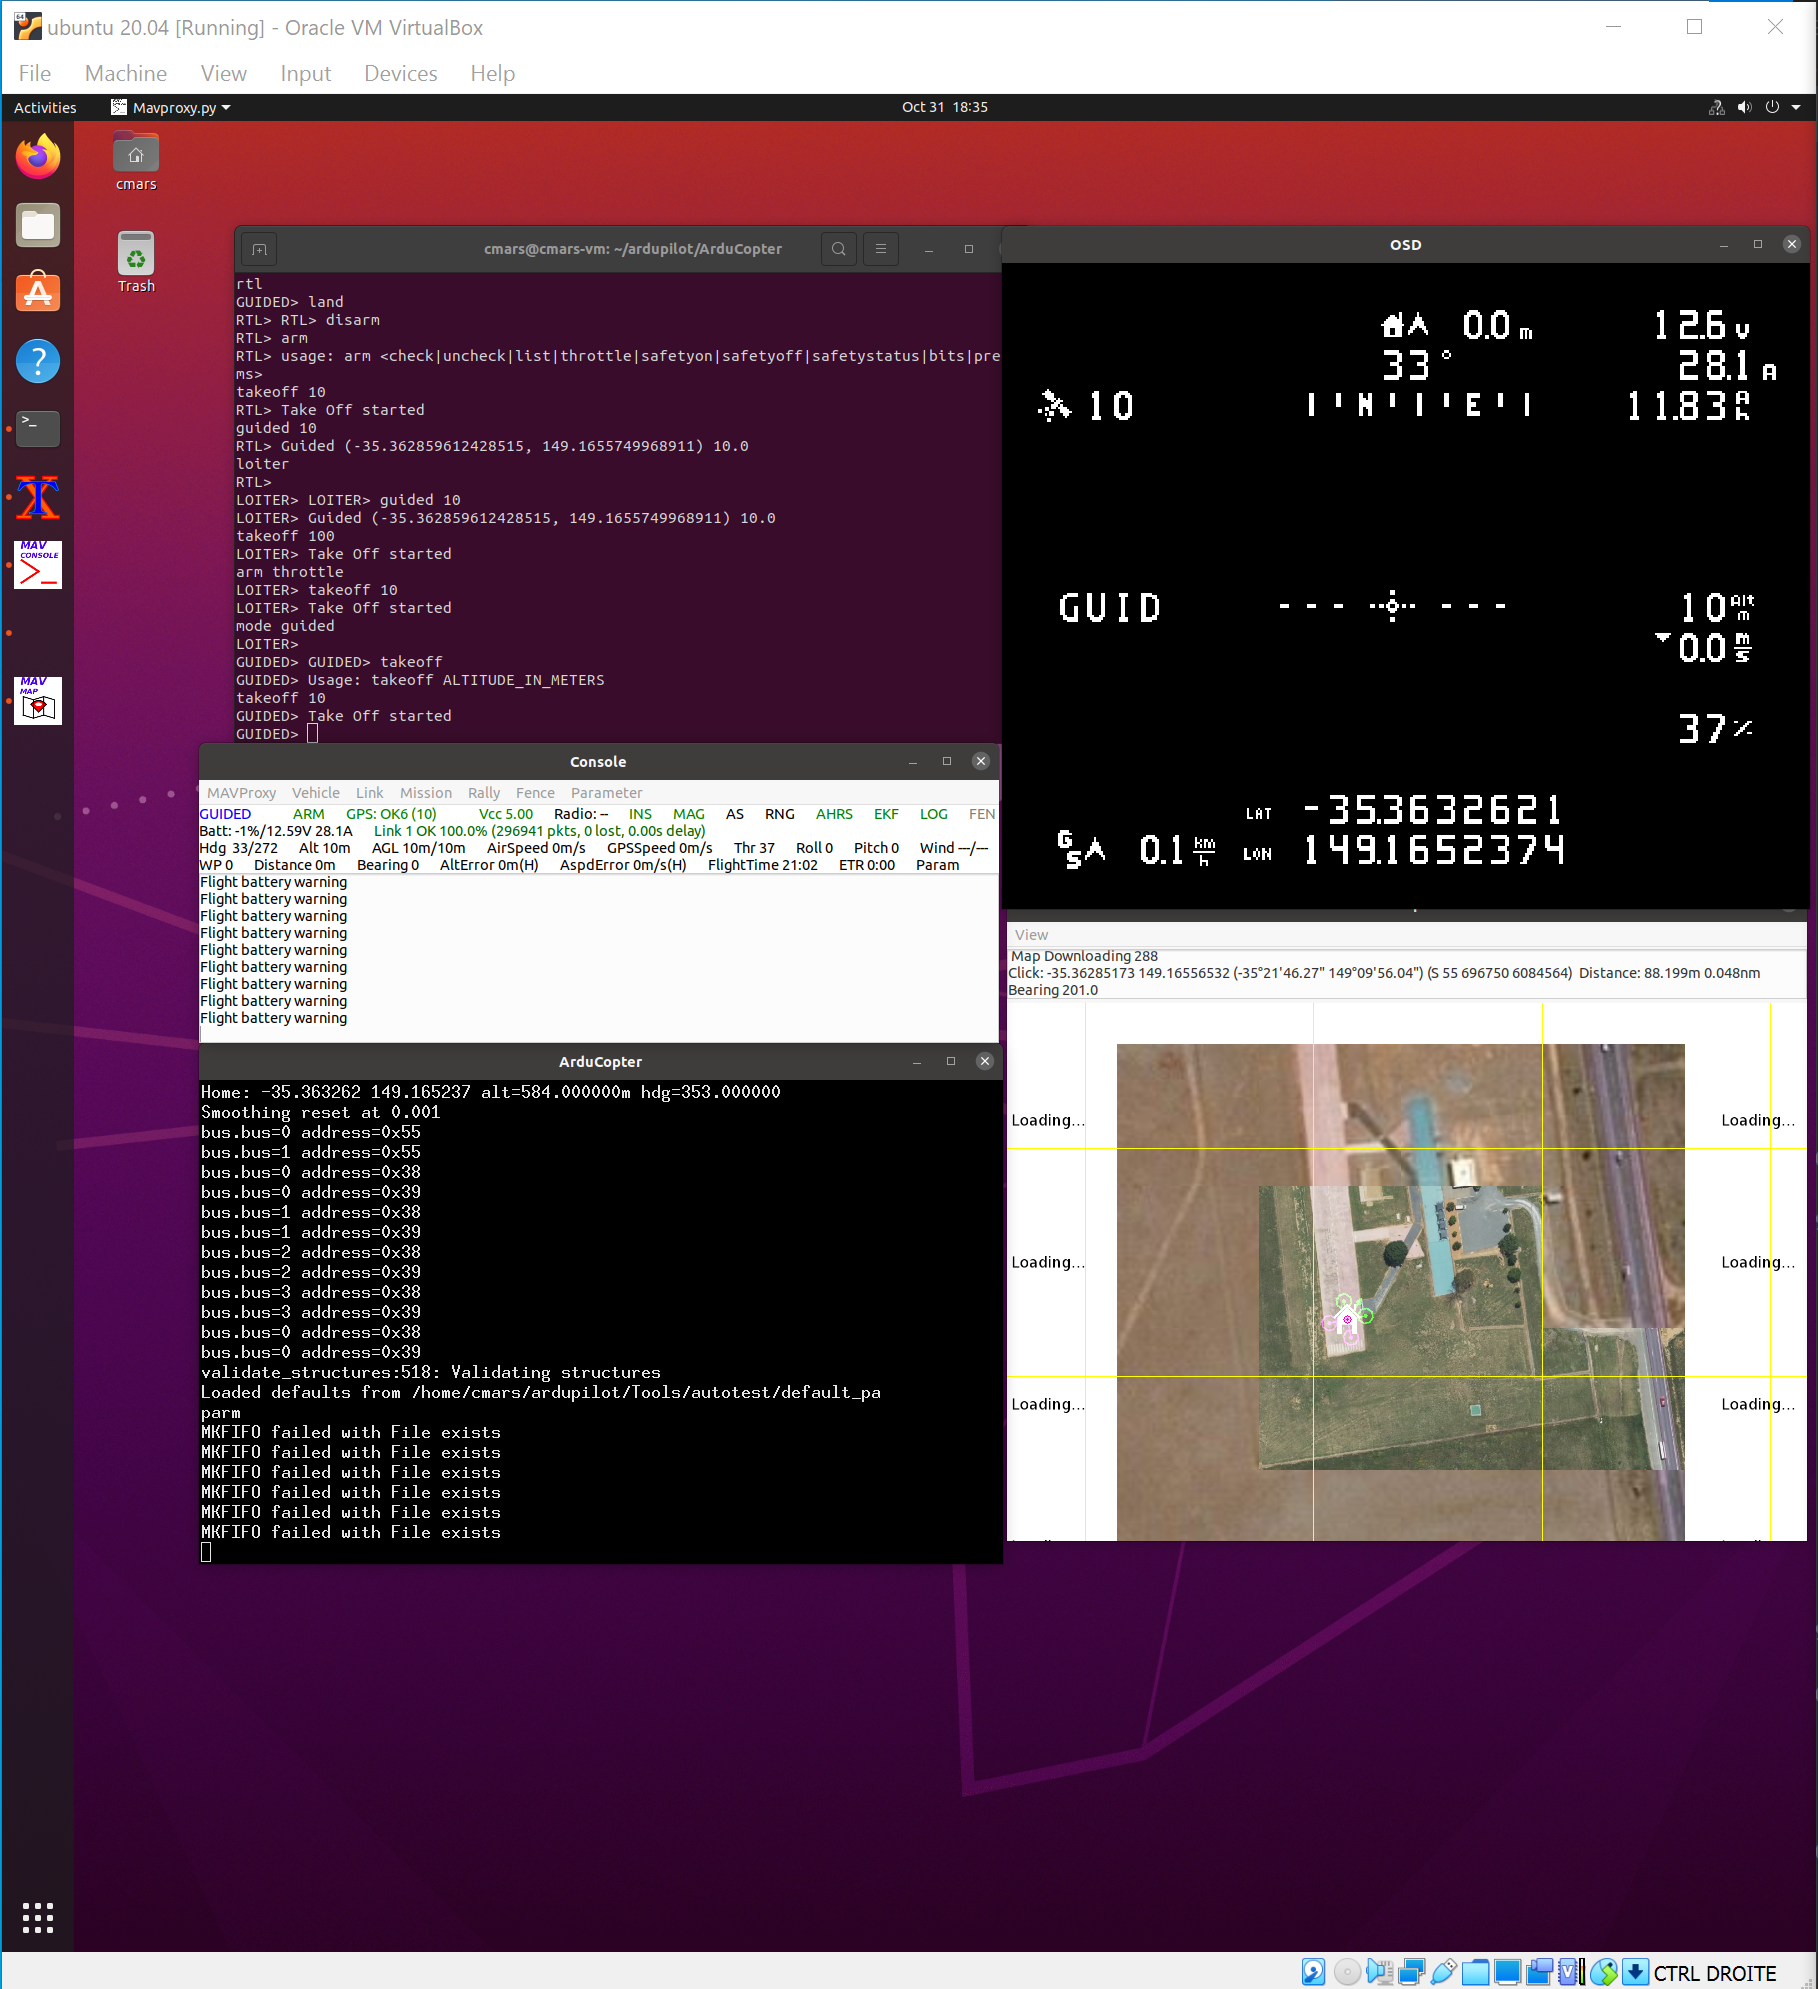 ubuntu 20.04 [Running] - Oracle VM VirtualBox
File Machine View Input Devices Help
Activities Mavproxy.py Oct 31 18:35
cmars
Trash
cmars@cmars-vm: ~/ardupilot/ArduCopter
rtl
GUIDED> land
RTL> RTL> disarm
RTL> arm
RTL> usage: arm <check|uncheck|list|throttle|safetyon|safetyoff|safetystatus|bits|pre
ms>
takeoff 10
RTL> Take Off started
guided 10
RTL> Guided (-35.362859612428515, 149.1655749968911) 10.0
loiter
RTL>
LOITER> LOITER> guided 10
LOITER> Guided (-35.362859612428515, 149.1655749968911) 10.0
takeoff 100
LOITER> Take Off started
arm throttle
LOITER> takeoff 10
LOITER> Take Off started
mode guided
LOITER>
GUIDED> GUIDED> takeoff
GUIDED> Usage: takeoff ALTITUDE_IN_METERS
takeoff 10
GUIDED> Take Off started
GUIDED>
MAV
CONSOLE
MAV
MAP
OSD
0.0 m 12.6 V
33° 28.1 A
10 N E 11.83 Ah
GUID 10 Alt m
0.0 m/s
37%
LAT -35.3632621
GS 0.1 km/h LON 149.1652374
Console
MAVProxy Vehicle Link Mission Rally Fence Parameter
GUIDED ARM GPS: OK6 (10) Vcc 5.00 Radio: -- INS MAG AS RNG AHRS EKF LOG FEN
Batt: -1%/12.59V 28.1A Link 1 OK 100.0% (296941 pkts, 0 lost, 0.00s delay)
Hdg 33/272 Alt 10m AGL 10m/10m AirSpeed 0m/s GPSSpeed 0m/s Thr 37 Roll 0 Pitch 0 Wind ---/---
WP 0 Distance 0m Bearing 0 AltError 0m(H) AspdError 0m/s(H) FlightTime 21:02 ETR 0:00 Param
Flight battery warning
Flight battery warning
Flight battery warning
Flight battery warning
Flight battery warning
Flight battery warning
Flight battery warning
Flight battery warning
Flight battery warning
ArduCopter
Home: -35.363262 149.165237 alt=584.000000m hdg=353.000000
Smoothing reset at 0.001
bus.bus=0 address=0x55
bus.bus=1 address=0x55
bus.bus=0 address=0x38
bus.bus=0 address=0x39
bus.bus=1 address=0x38
bus.bus=1 address=0x39
bus.bus=2 address=0x38
bus.bus=2 address=0x39
bus.bus=3 address=0x38
bus.bus=3 address=0x39
bus.bus=0 address=0x38
bus.bus=0 address=0x39
validate_structures:518: Validating structures
Loaded defaults from /home/cmars/ardupilot/Tools/autotest/default_pa
parm
MKFIFO failed with File exists
MKFIFO failed with File exists
MKFIFO failed with File exists
MKFIFO failed with File exists
MKFIFO failed with File exists
MKFIFO failed with File exists
View
Map Downloading 288
Click: -35.36285173 149.16556532 (-35°21'46.27" 149°09'56.04") (S 55 696750 6084564) Distance: 88.199m 0.048nm
Bearing 201.0
Loading... Loading...
Loading... Loading...
Loading... Loading...
CTRL DROITE